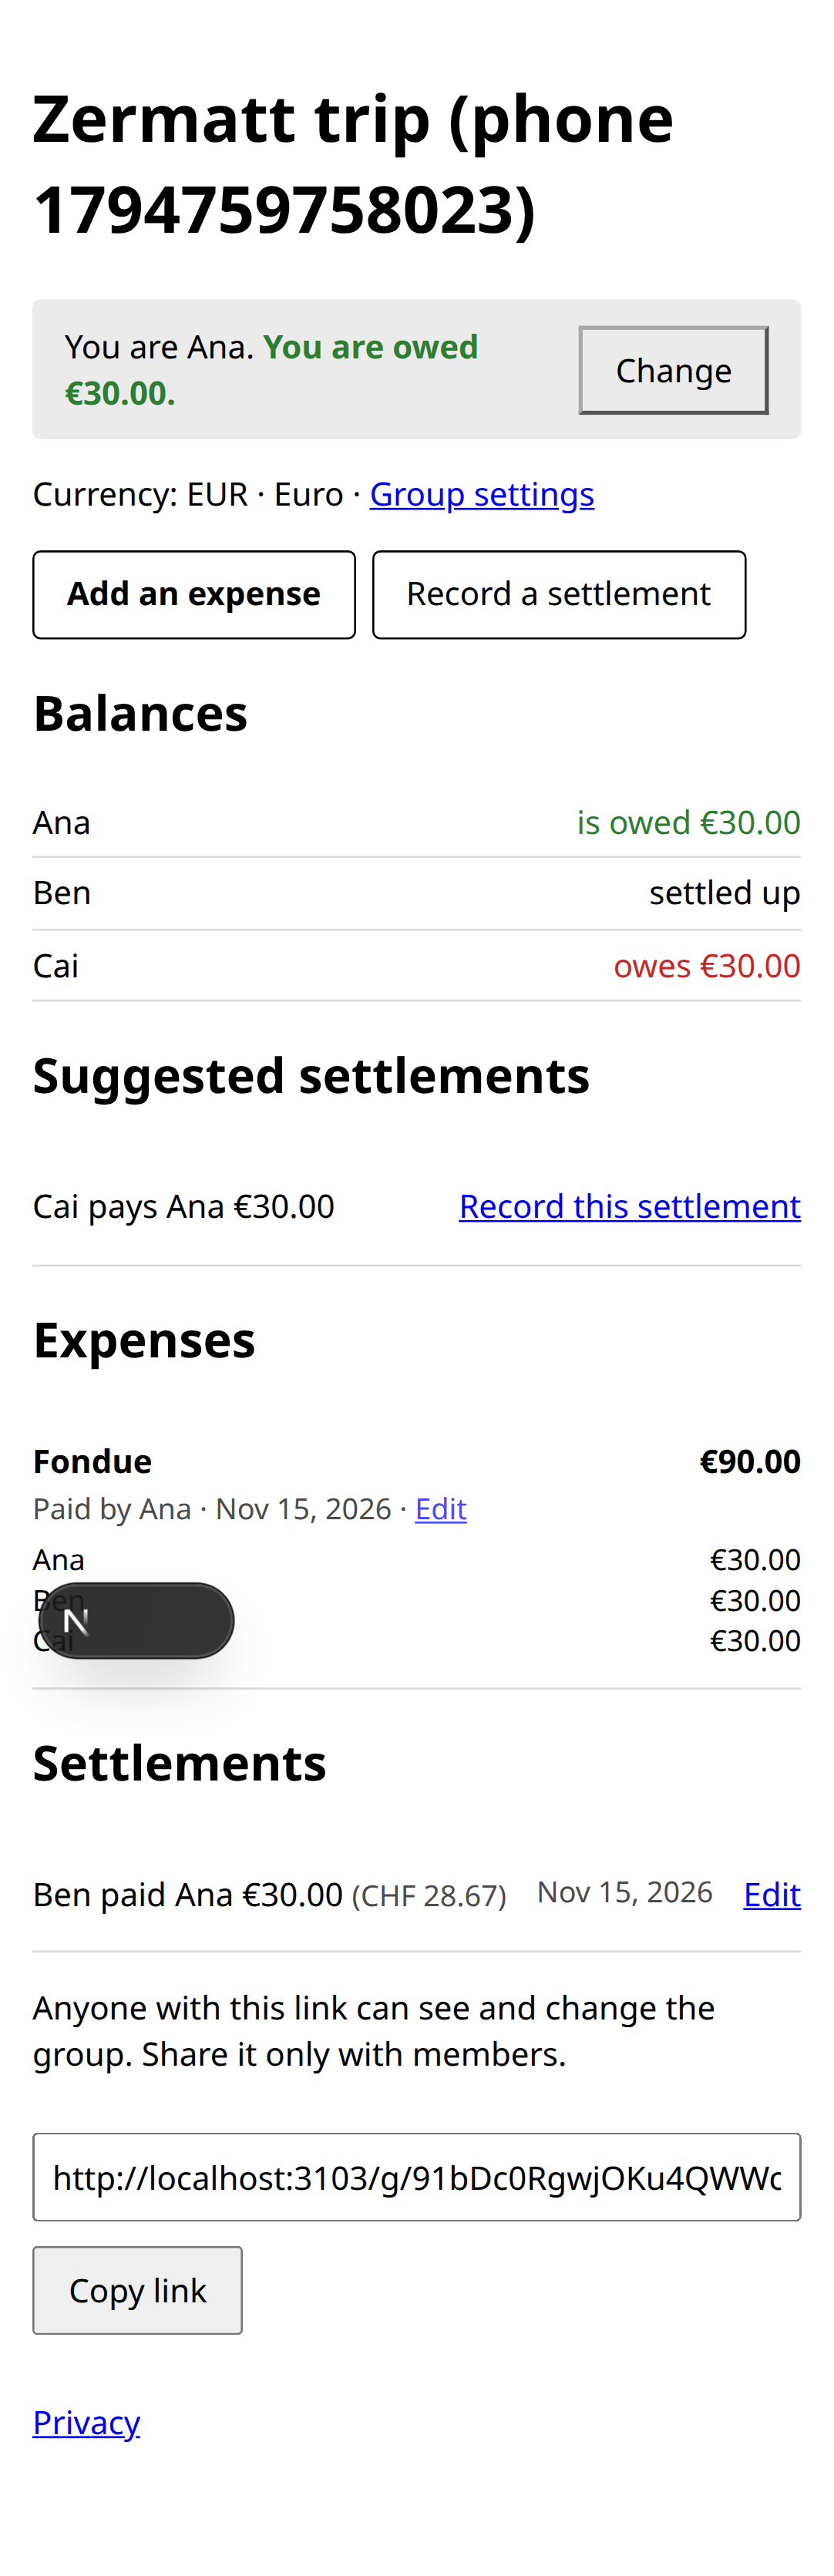 Zermatt trip (phone
1794759758023)
You are Ana. You are owed
€30.00.
Change
Currency: EUR · Euro · Group settings
Add an expense
Record a settlement
Balances
Ana is owed €30.00
Ben settled up
Cai owes €30.00
Suggested settlements
Cai pays Ana €30.00 Record this settlement
Expenses
Fondue €90.00
Paid by Ana · Nov 15, 2026 · Edit
Ana €30.00
Ben €30.00
N
Cai €30.00
Settlements
Ben paid Ana €30.00 (CHF 28.67) Nov 15, 2026 Edit
Anyone with this link can see and change the
group. Share it only with members.
http://localhost:3103/g/91bDc0RgwjOKu4QWW
Copy link
Privacy